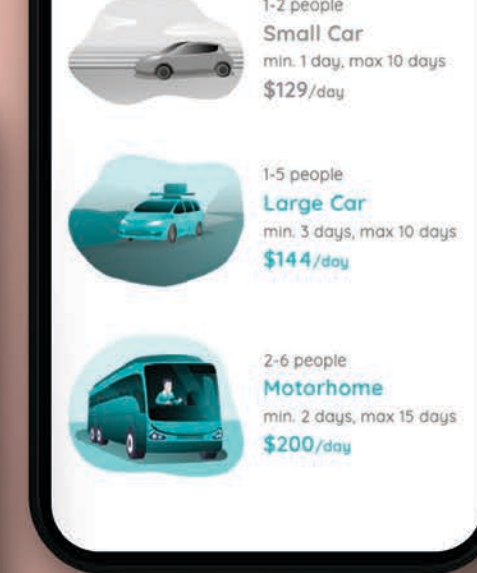 1-2 people
Small Car
min. 1 day, max 10 days
$129/day
1-5 people
Large Car
min. 3 days, max 10 days
$144/day
2-6 people
Motorhome
min. 2 days, max 15 days
$200/day